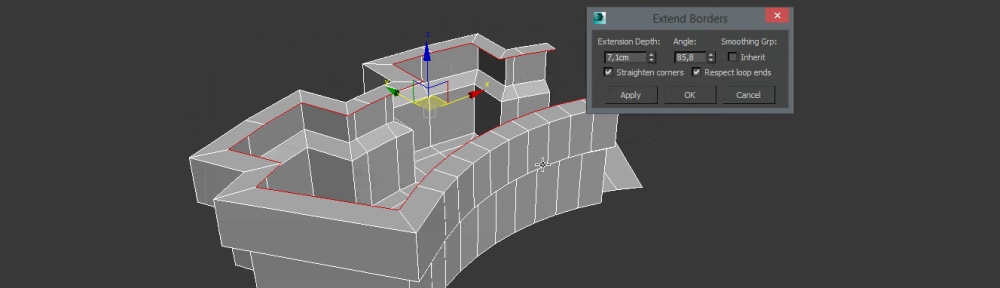 Extend Borders
Extension Depth: Angle: Smoothing Grp:
7,1cm 85,8 Inherit
Straighten corners Respect loop ends
Apply OK Cancel